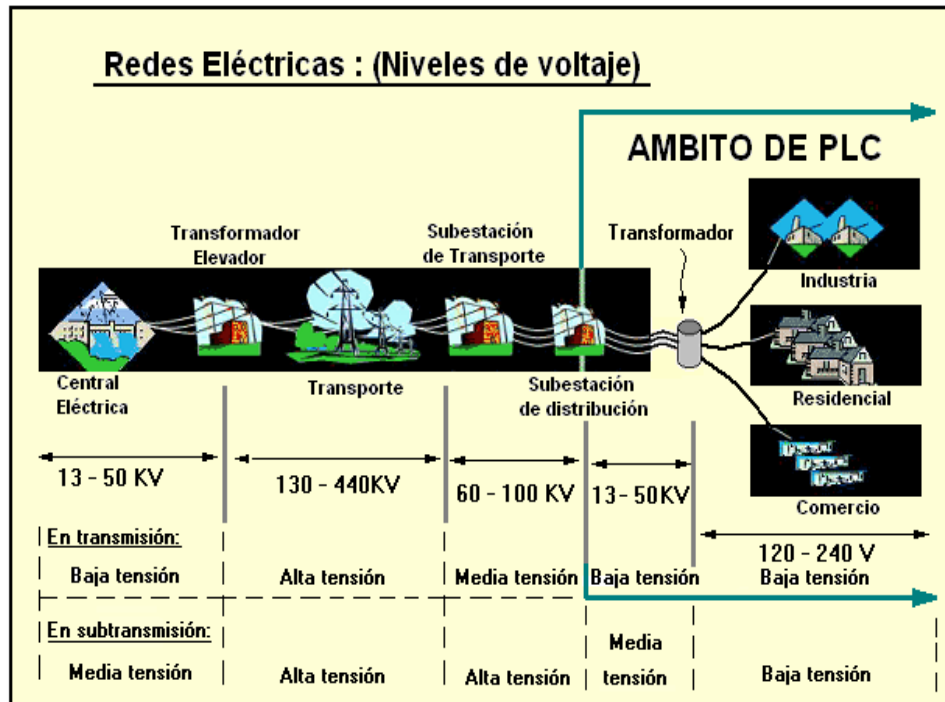 Redes Eléctricas : (Niveles de voltaje)
AMBITO DE PLC
Transformador
Elevador
Subestación
de Transporte
Transformador
Industria
Central
Eléctrica
Transporte
Subestación
de distribución
Residencial
Comercio
13 - 50 KV
130 - 440KV
60 - 100 KV
13 - 50KV
120 - 240 V
En transmisión:
Baja tensión
Alta tensión
Media tensión
Baja tensión
Baja tensión
En subtransmisión:
Media tensión
Alta tensión
Alta tensión
Media
tensión
Baja tensión